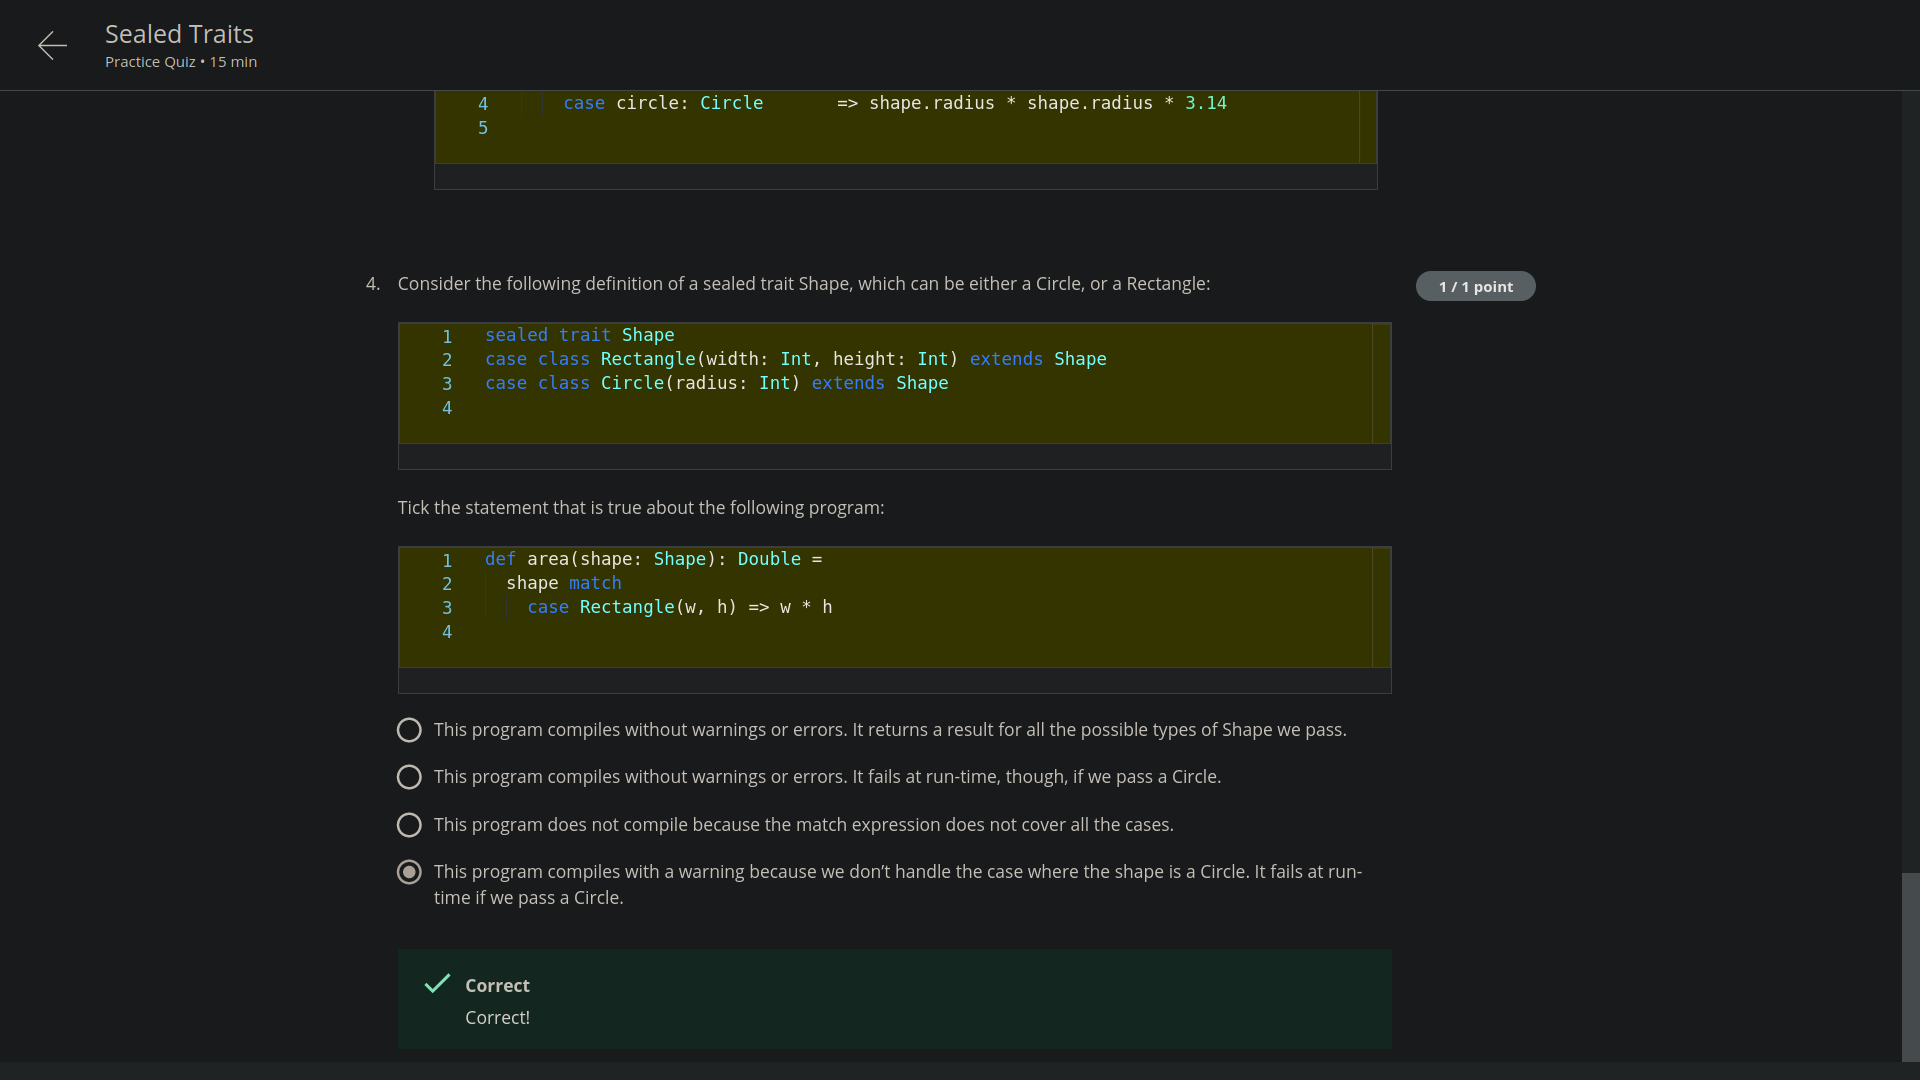 Sealed Traits
Practice Quiz • 15 min
4 case circle: Circle => shape.radius * shape.radius * 3.14
5
4. Consider the following definition of a sealed trait Shape, which can be either a Circle, or a Rectangle:
1 / 1 point
1 sealed trait Shape
2 case class Rectangle(width: Int, height: Int) extends Shape
3 case class Circle(radius: Int) extends Shape
4
Tick the statement that is true about the following program:
1 def area(shape: Shape): Double =
2 shape match
3 case Rectangle(w, h) => w * h
4
This program compiles without warnings or errors. It returns a result for all the possible types of Shape we pass.
This program compiles without warnings or errors. It fails at run-time, though, if we pass a Circle.
This program does not compile because the match expression does not cover all the cases.
This program compiles with a warning because we don’t handle the case where the shape is a Circle. It fails at run-
time if we pass a Circle.
Correct
Correct!